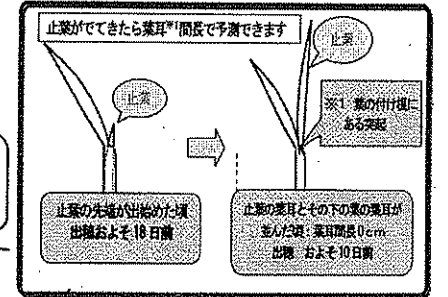 止葉がでてきたら葉耳※1間長で予測できます
止葉
止葉
※1 葉の付け根に
ある突起
止葉の先端が出始めた頃
出穂およそ18日前
止葉の葉耳とその下の葉の葉耳が
並んだ頃：葉耳間長0cm
出穂 およそ10日前